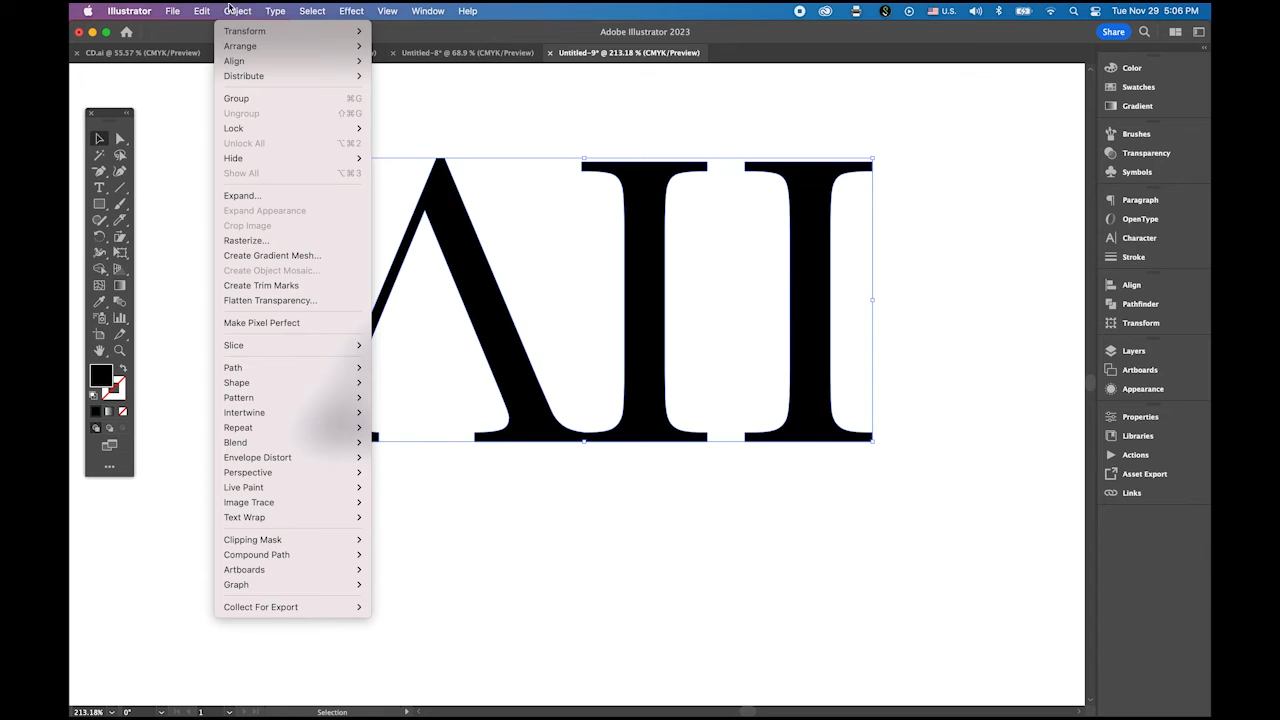 Illustrator File Edit Object Type Select Effect View Window Help U.S. Tue Nov 29 5:06 PM
Adobe Illustrator 2023 Share
CD.ai @ 55.57 % (CMYK/Preview) Untitled-8* @ 68.9 % (CMYK/Preview) Untitled-9* @ 213.18 % (CMYK/Preview)
Transform
Arrange
Align
Distribute
Group ⌘G
Ungroup ⇧⌘G
Lock
Unlock All ⌥⌘2
Hide
Show All ⌥⌘3
Expand...
Expand Appearance
Crop Image
Rasterize...
Create Gradient Mesh...
Create Object Mosaic...
Create Trim Marks
Flatten Transparency...
Make Pixel Perfect
Slice
Path
Shape
Pattern
Intertwine
Repeat
Blend
Envelope Distort
Perspective
Live Paint
Image Trace
Text Wrap
Clipping Mask
Compound Path
Artboards
Graph
Collect For Export
Color
Swatches
Gradient
Brushes
Transparency
Symbols
Paragraph
OpenType
Character
Stroke
Align
Pathfinder
Transform
Layers
Artboards
Appearance
Properties
Libraries
Actions
Asset Export
Links
213.18% 0° 1 Selection